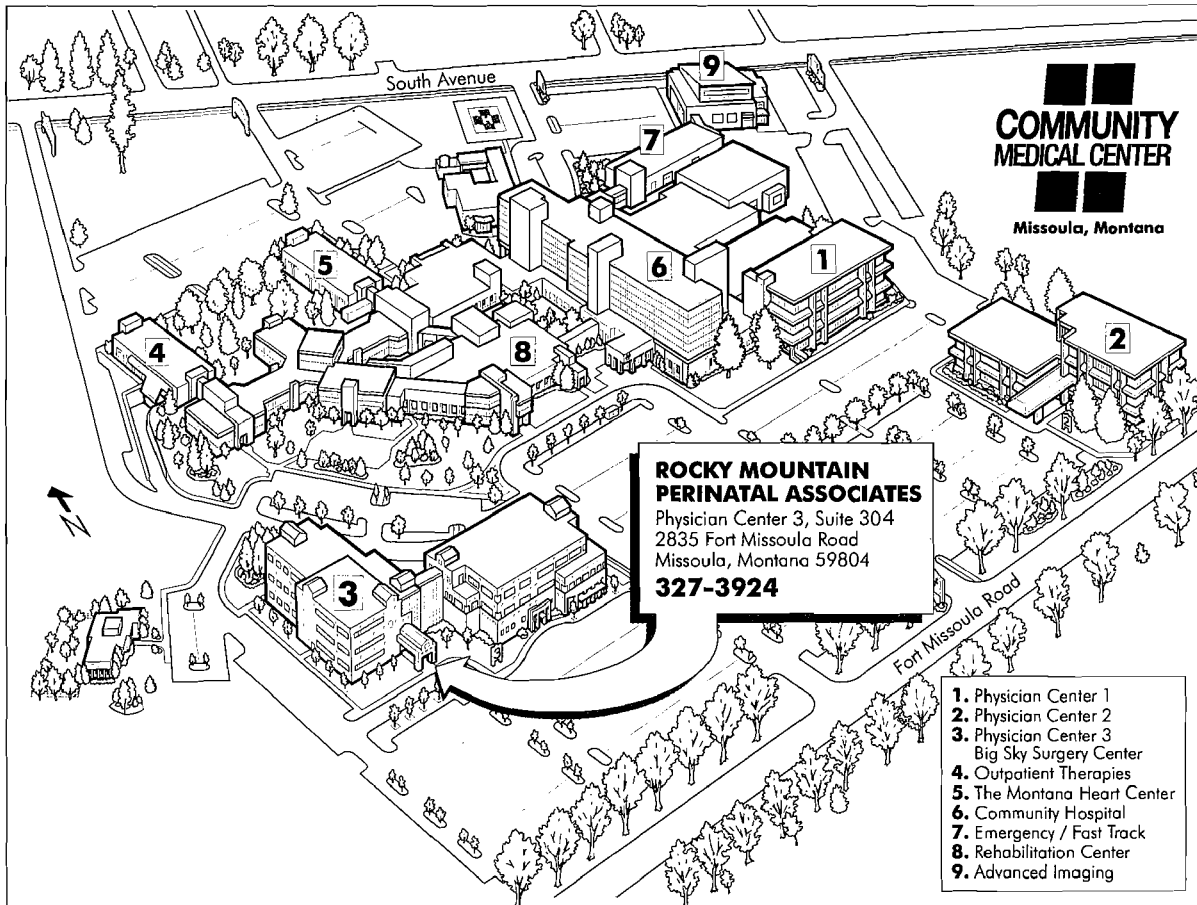 South Avenue
COMMUNITY
MEDICAL CENTER
Missoula, Montana
9
7
5
6
1
4
8
2
ROCKY MOUNTAIN
PERINATAL ASSOCIATES
Physician Center 3, Suite 304
2835 Fort Missoula Road
Missoula, Montana 59804
327-3924
N
3
Fort Missoula Road
1. Physician Center 1
2. Physician Center 2
3. Physician Center 3
Big Sky Surgery Center
4. Outpatient Therapies
5. The Montana Heart Center
6. Community Hospital
7. Emergency / Fast Track
8. Rehabilitation Center
9. Advanced Imaging